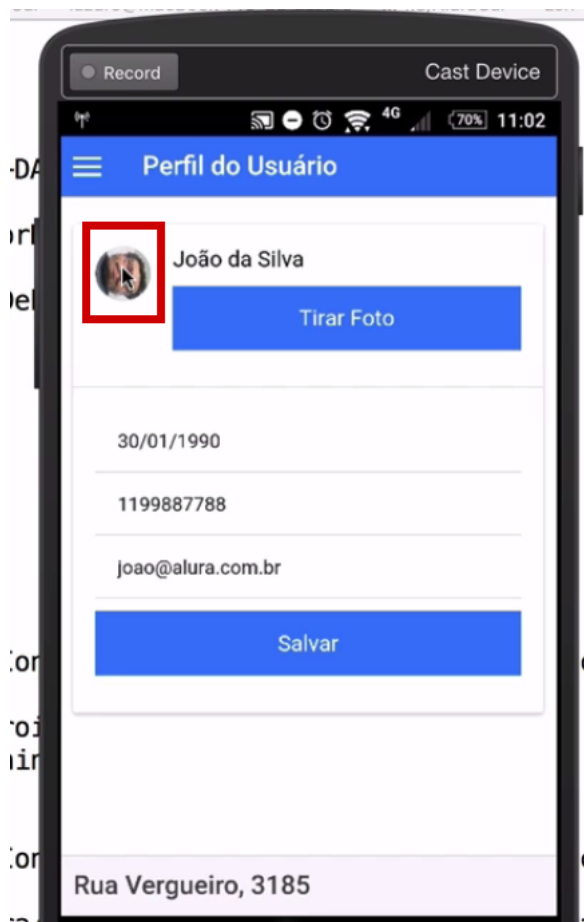 Record
Cast Device
4G 70% 11:02
Perfil do Usuário
João da Silva
Tirar Foto
30/01/1990
1199887788
joao@alura.com.br
Salvar
Rua Vergueiro, 3185